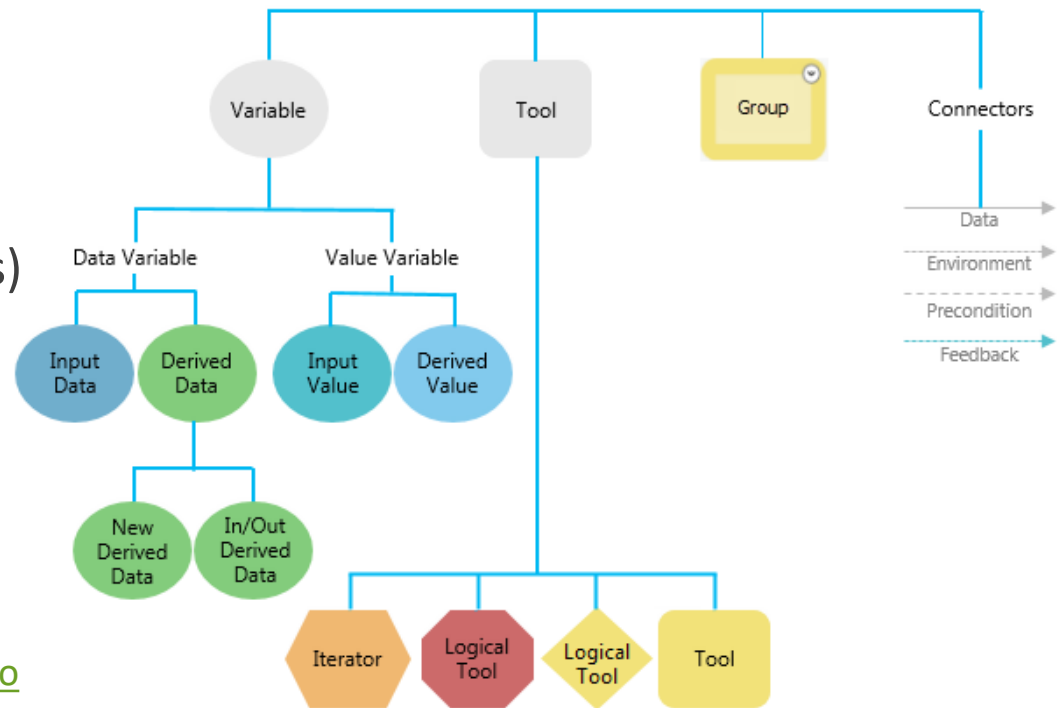 Variable
Tool
Group
Connectors
Data
Environment
Precondition
Feedback
s)
Data Variable
Value Variable
Input
Data
Derived
Data
Input
Value
Derived
Value
New
Derived
Data
In/Out
Derived
Data
Iterator
Logical
Tool
Logical
Tool
Tool
o